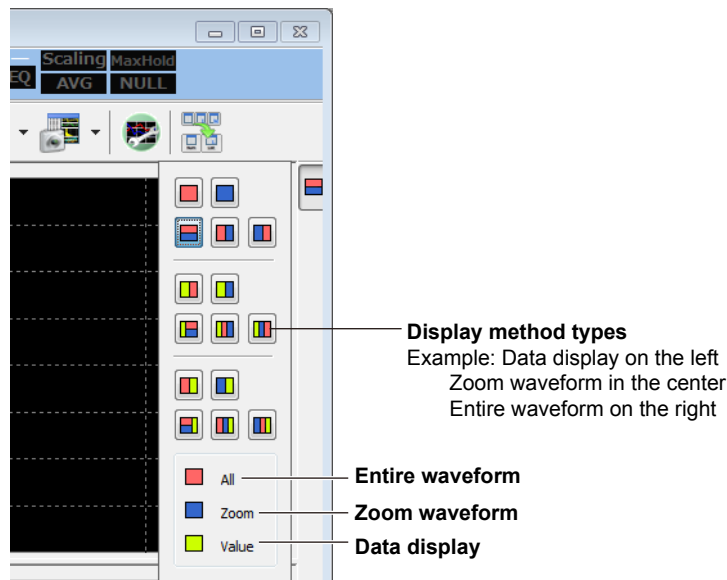 Scaling MaxHold
EQ AVG NULL
Display method types
Example: Data display on the left
Zoom waveform in the center
Entire waveform on the right
All Entire waveform
Zoom Zoom waveform
Value Data display